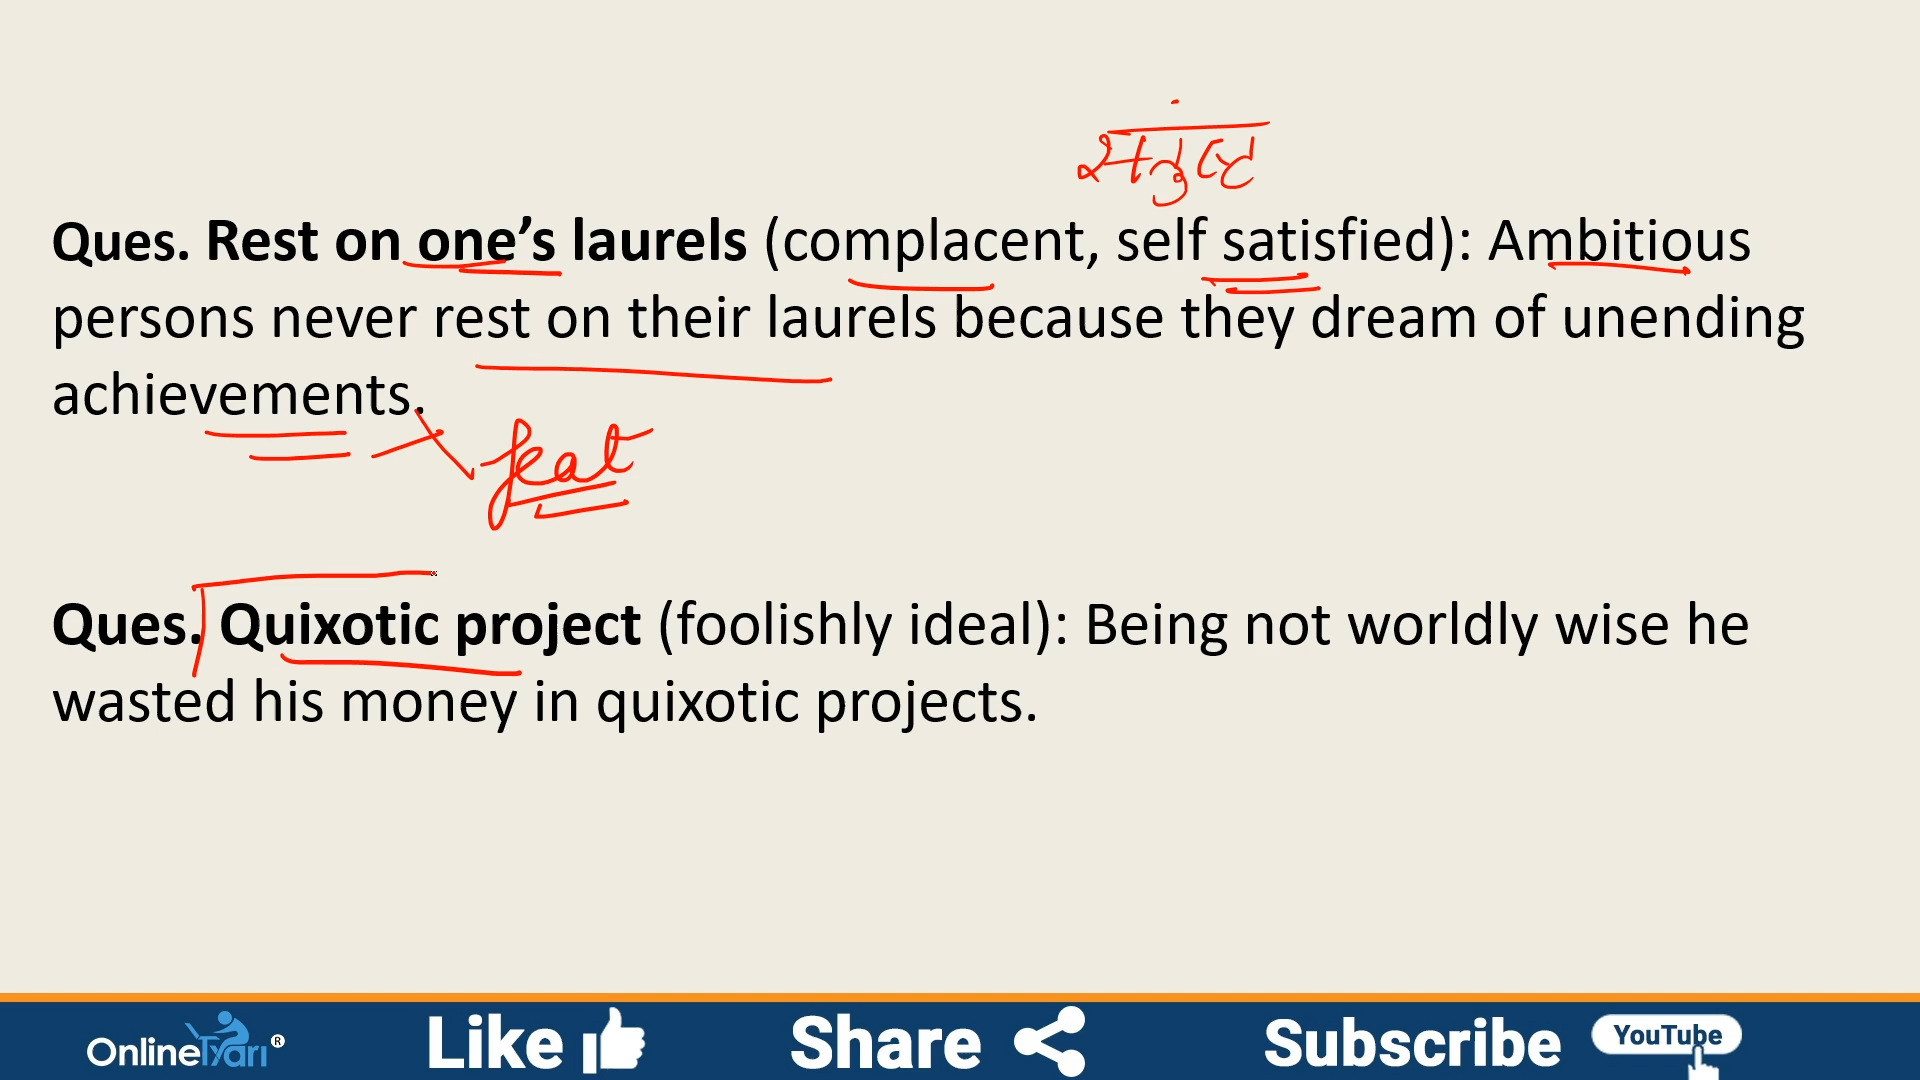 संतुष्ट
Ques. Rest on one’s laurels (complacent, self satisfied): Ambitious
persons never rest on their laurels because they dream of unending
achievements.
feat
Ques. Quixotic project (foolishly ideal): Being not worldly wise he
wasted his money in quixotic projects.
OnlineTyari ® Like Share Subscribe YouTube